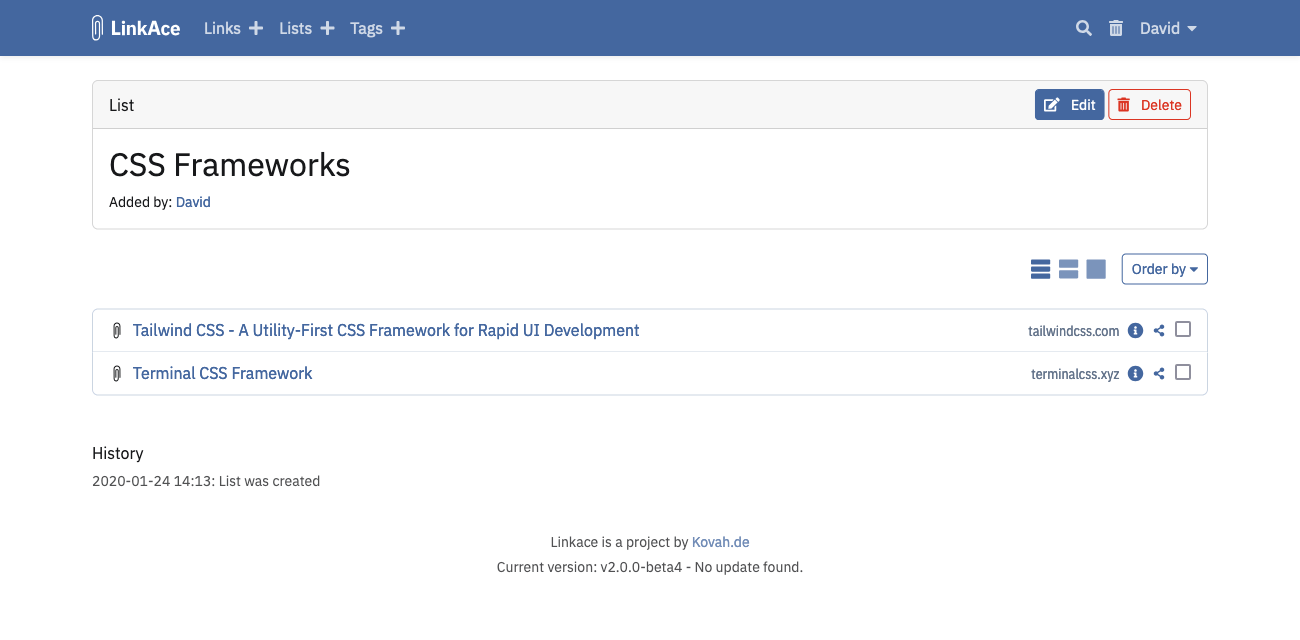 LinkAce Links Lists Tags David
List Edit Delete
CSS Frameworks
Added by: David
Order by
Tailwind CSS - A Utility-First CSS Framework for Rapid UI Development tailwindcss.com
Terminal CSS Framework terminalcss.xyz
History
2020-01-24 14:13: List was created
Linkace is a project by Kovah.de
Current version: v2.0.0-beta4 - No update found.